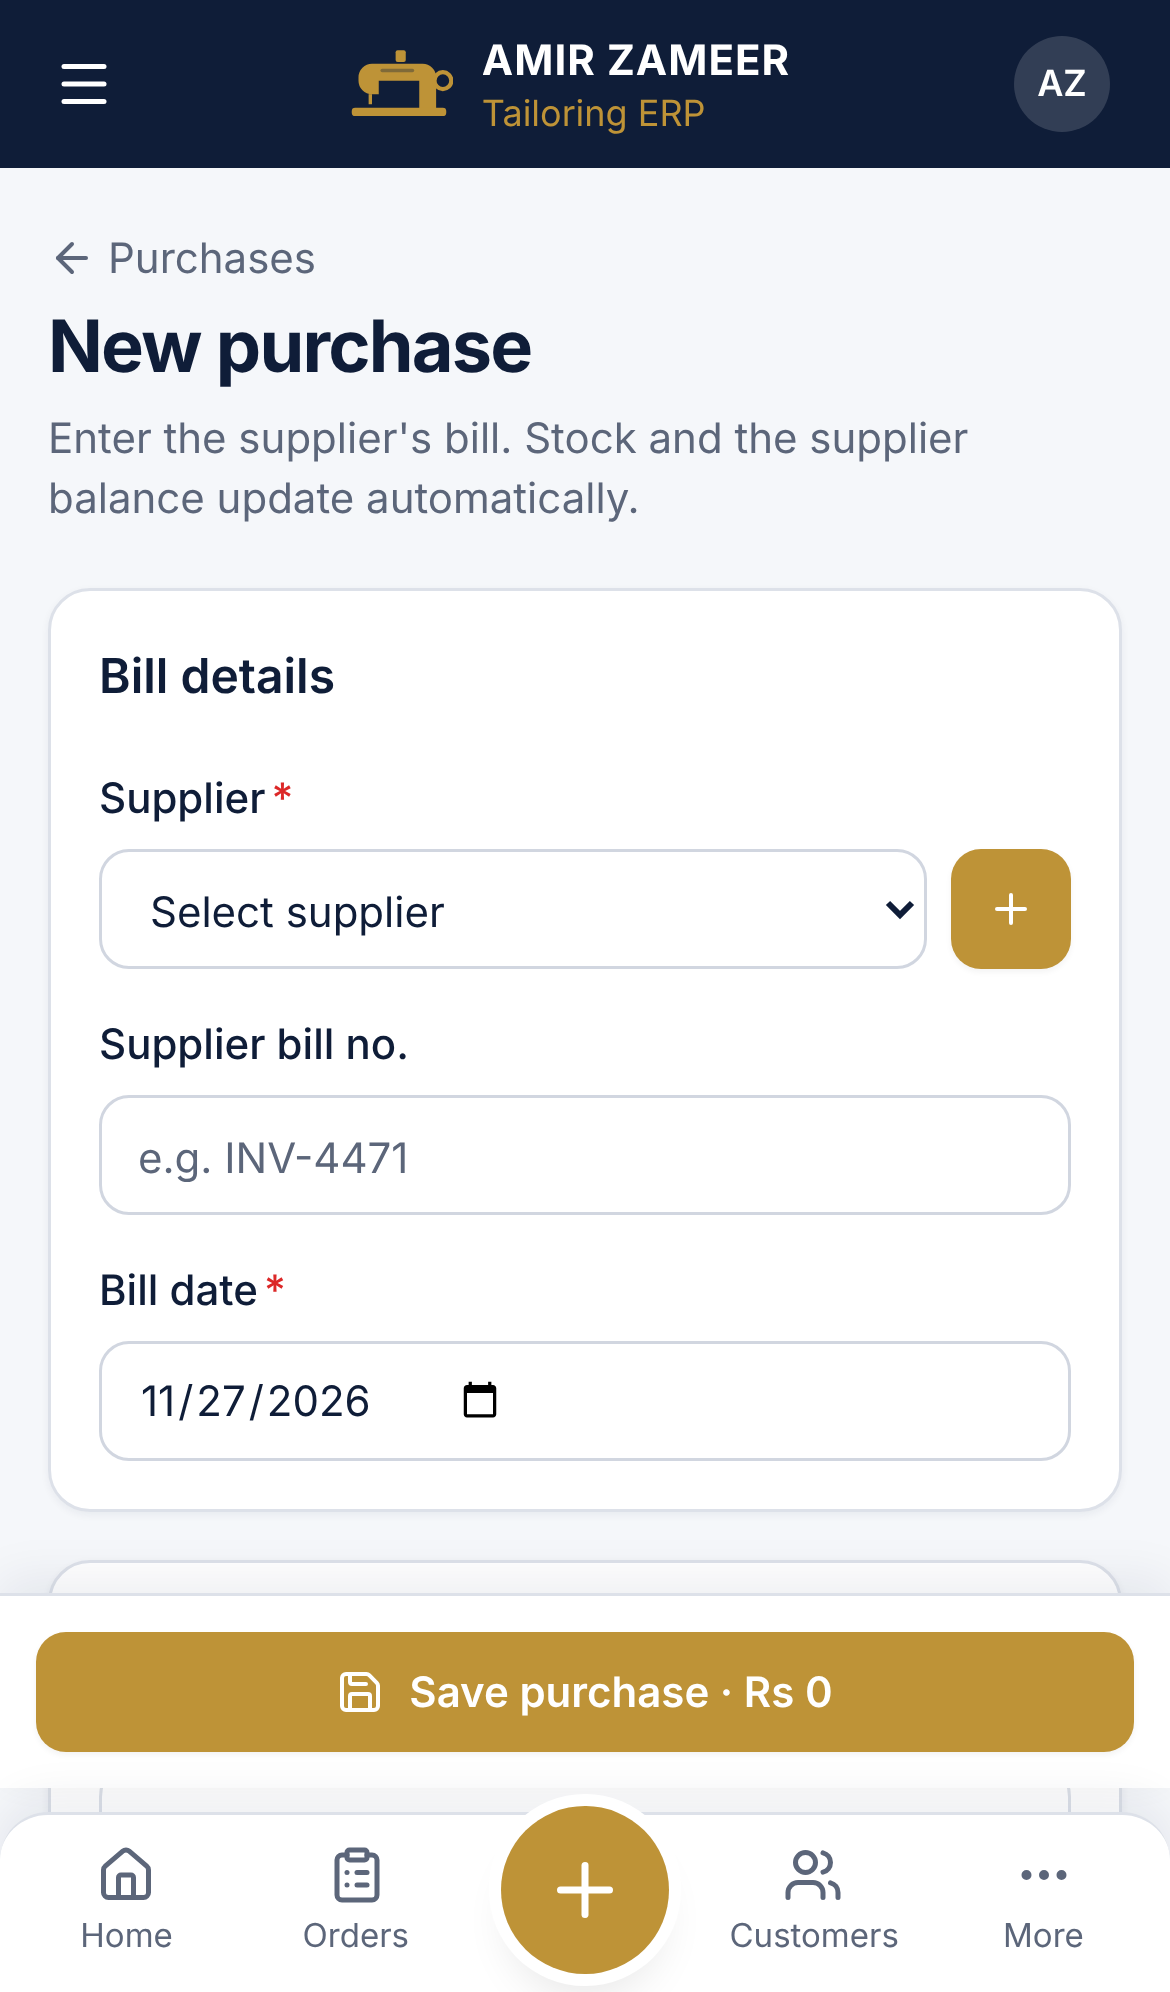 AMIR ZAMEER
Tailoring ERP
AZ
Purchases
New purchase
Enter the supplier's bill. Stock and the supplier
balance update automatically.
Bill details
Supplier *
Select supplier
Supplier bill no.
e.g. INV-4471
Bill date *
11/27/2026
Save purchase · Rs 0
Home
Orders
Customers
More